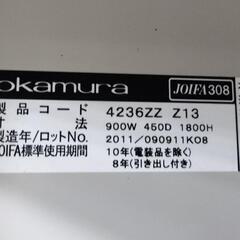 okamura
JOIFA308
製品コード 4236ZZ Z13
寸法 900W 450D 1800H
製造年/ロットNo. 2011/090911K08
JOIFA標準使用期間 10年(電装品を除く)
8年(引き出し付き)